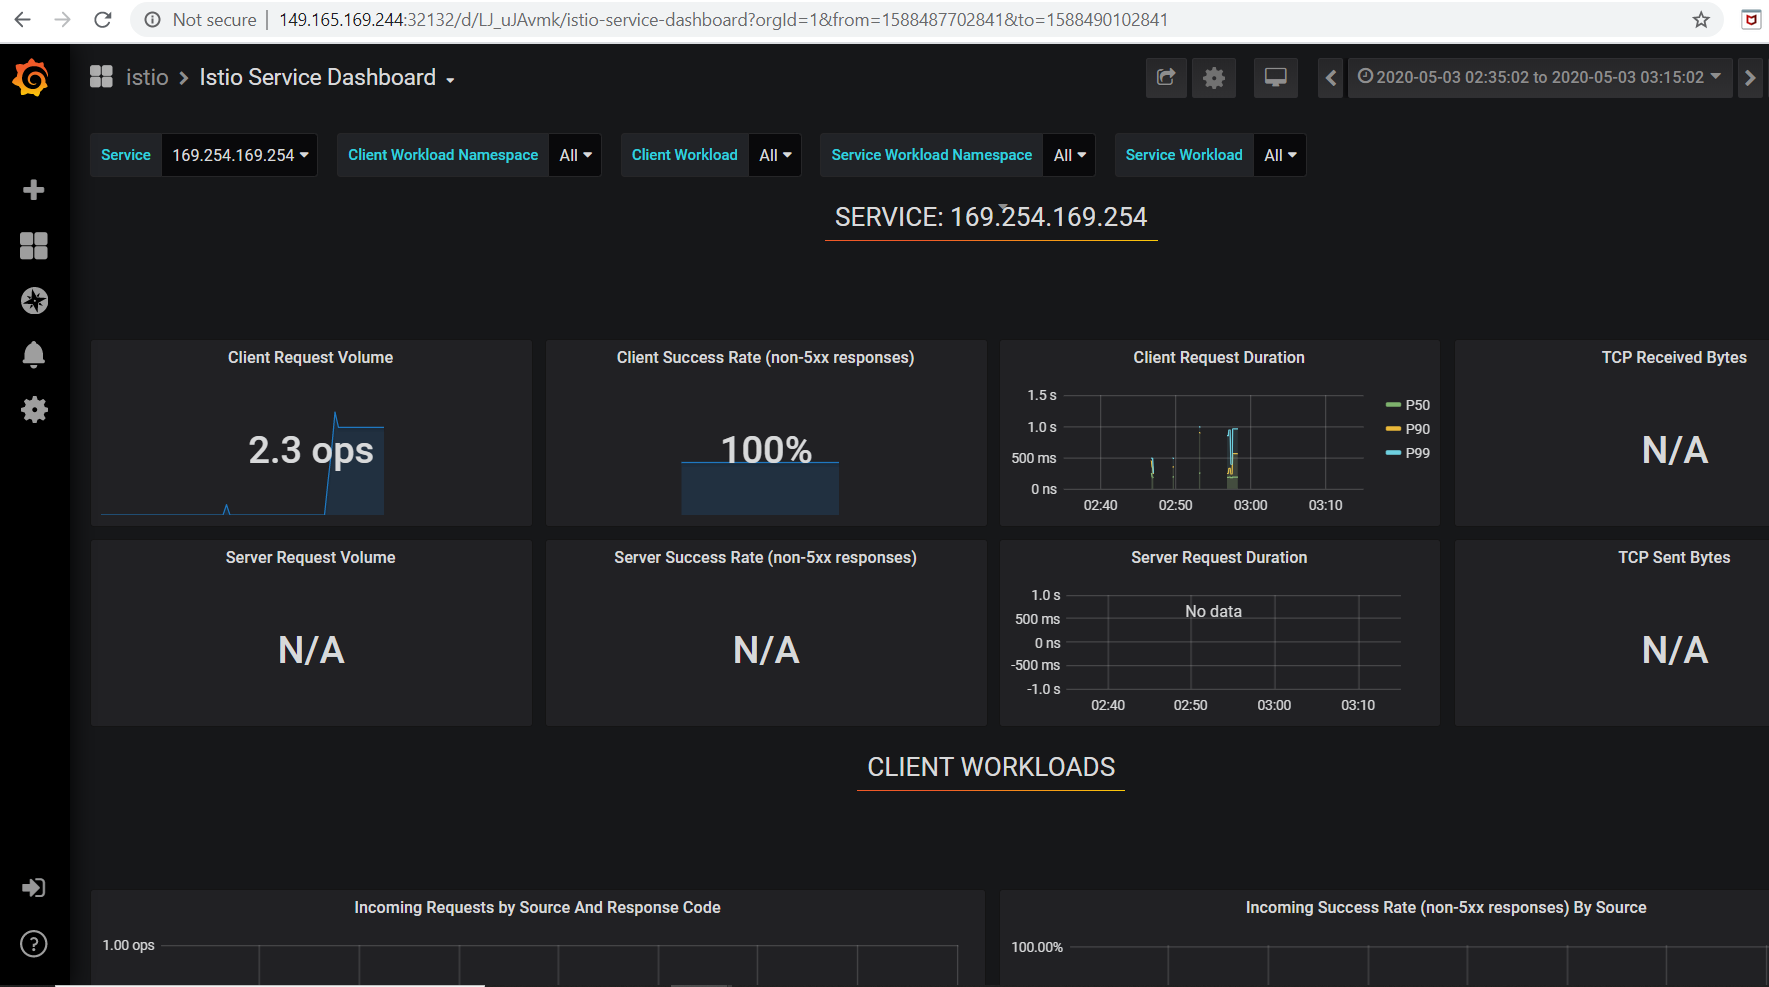 Not secure | 149.165.169.244:32132/d/LJ_uJAvmk/istio-service-dashboard?orgId=1&from=1588487702841&to=1588490102841
istio > Istio Service Dashboard
2020-05-03 02:35:02 to 2020-05-03 03:15:02
Service 169.254.169.254 Client Workload Namespace All Client Workload All Service Workload Namespace All Service Workload All
SERVICE: 169.254.169.254
Client Request Volume
2.3 ops
Client Success Rate (non-5xx responses)
100%
Client Request Duration
1.5 s
1.0 s
500 ms
0 ns
02:40 02:50 03:00 03:10
P50
P90
P99
TCP Received Bytes
N/A
Server Request Volume
N/A
Server Success Rate (non-5xx responses)
N/A
Server Request Duration
No data
1.0 s
500 ms
0 ns
-500 ms
-1.0 s
02:40 02:50 03:00 03:10
TCP Sent Bytes
N/A
CLIENT WORKLOADS
Incoming Requests by Source And Response Code
1.00 ops
Incoming Success Rate (non-5xx responses) By Source
100.00%
?